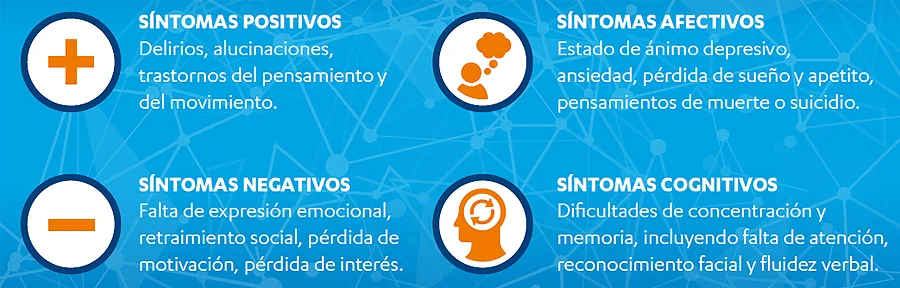 SÍNTOMAS POSITIVOS
Delirios, alucinaciones,
trastornos del pensamiento y
del movimiento.
SÍNTOMAS AFECTIVOS
Estado de ánimo depresivo,
ansiedad, pérdida de sueño y apetito,
pensamientos de muerte o suicidio.
SÍNTOMAS NEGATIVOS
Falta de expresión emocional,
retraimiento social, pérdida de
motivación, pérdida de interés.
SÍNTOMAS COGNITIVOS
Dificultades de concentración y
memoria, incluyendo falta de atención,
reconocimiento facial y fluidez verbal.